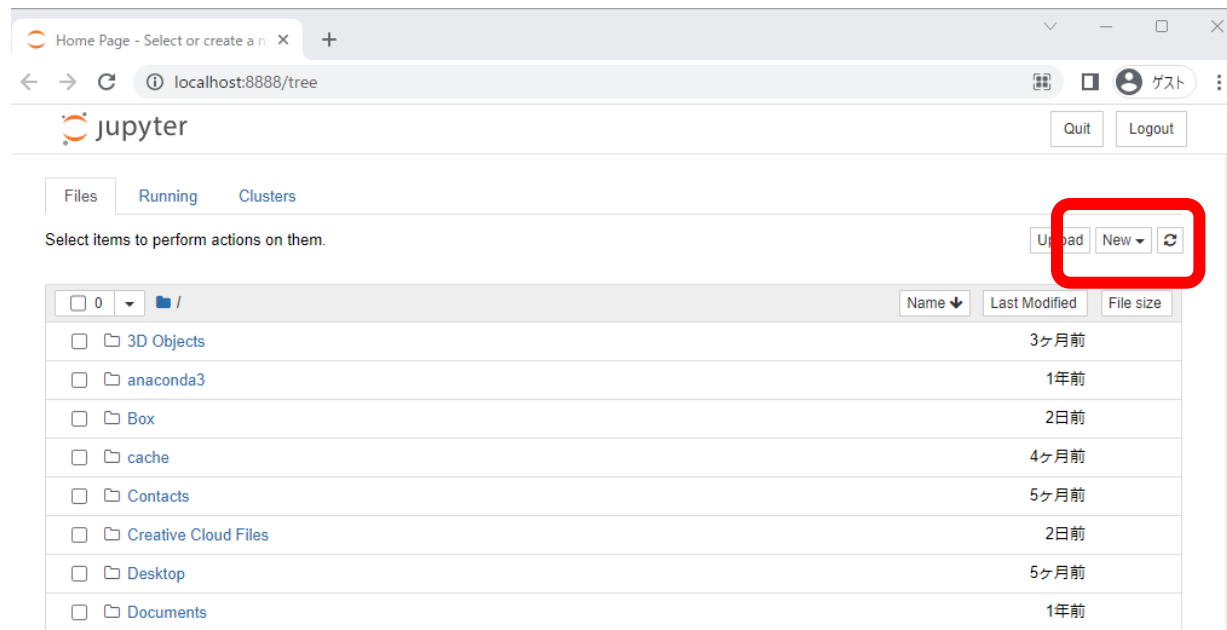 Home Page - Select or create a n
localhost:8888/tree ゲスト
jupyter Quit Logout
Files Running Clusters
Select items to perform actions on them. Upload New
0 / Name Last Modified File size
3D Objects 3ヶ月前
anaconda3 1年前
Box 2日前
cache 4ヶ月前
Contacts 5ヶ月前
Creative Cloud Files 2日前
Desktop 5ヶ月前
Documents 1年前